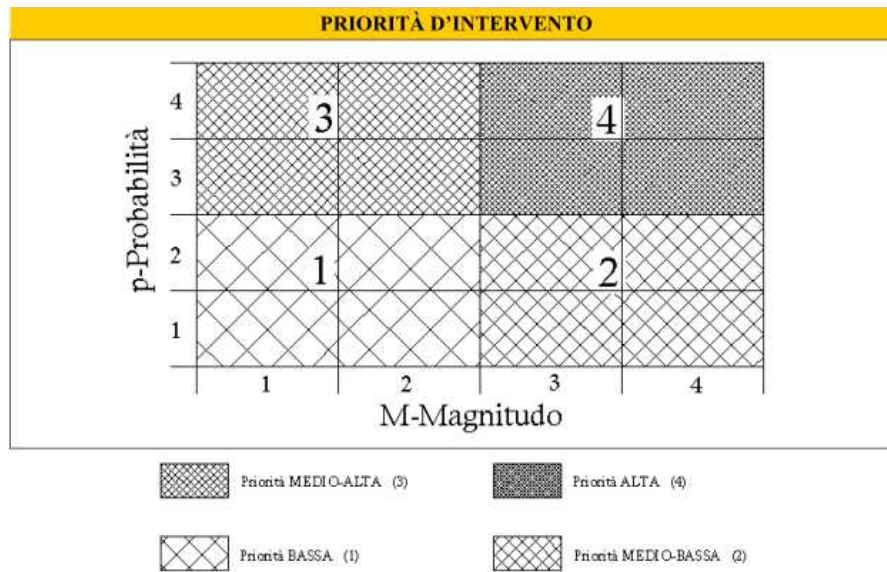 PRIORITÀ D'INTERVENTO
p-Probabilità
4
3
2
1
3
4
1
2
1
2
3
4
M-Magnitudo
Priorità MEDIO-ALTA (3)
Priorità ALTA (4)
Priorità BASSA (1)
Priorità MEDIO-BASSA (2)